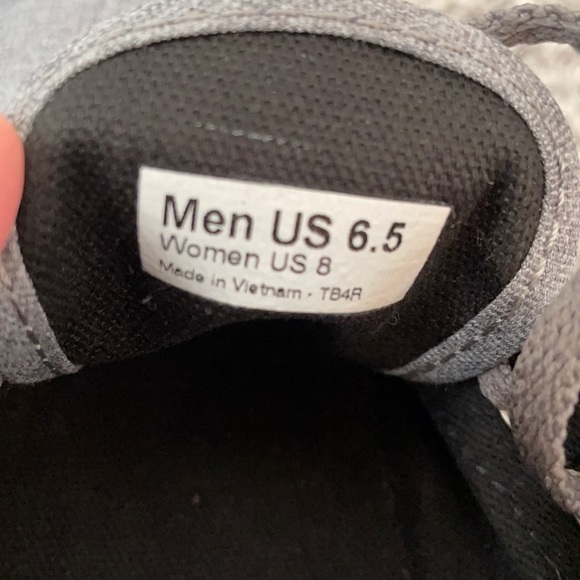 Men US 6.5
Women US 8
Made in Vietnam - TB4R